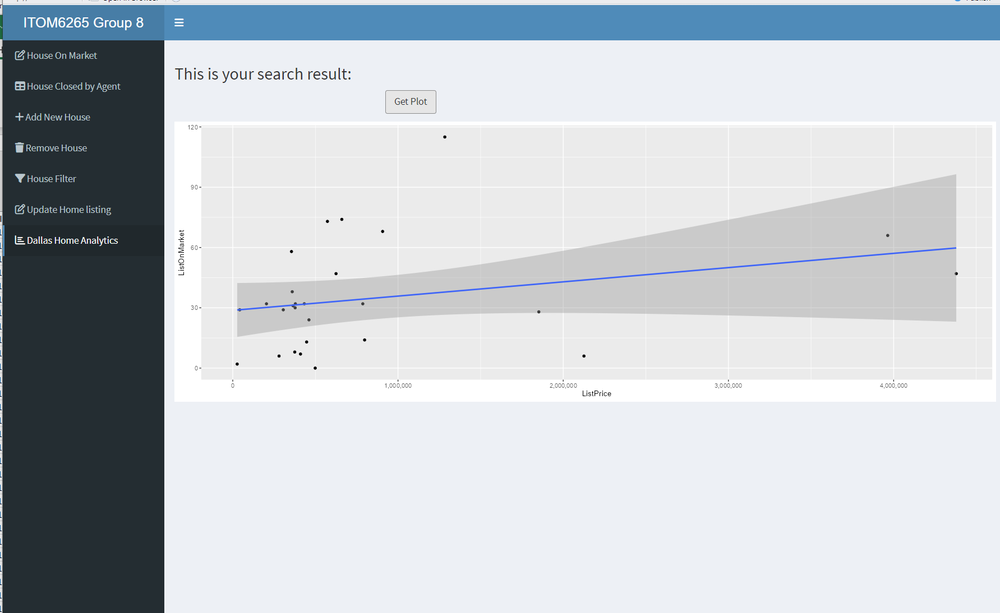 ITOM6265 Group 8
House On Market
House Closed by Agent
Add New House
Remove House
House Filter
Update Home listing
Dallas Home Analytics
This is your search result:
Get Plot
120
90
60
30
0
ListOnMarket
0
1,000,000
2,000,000
3,000,000
4,000,000
ListPrice